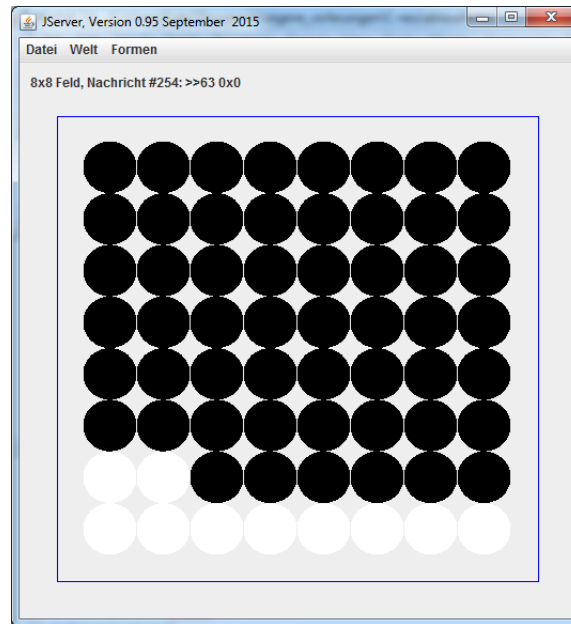 JServer, Version 0.95 September 2015
Datei Welt Formen
8x8 Feld, Nachricht #254: >>63 0x0